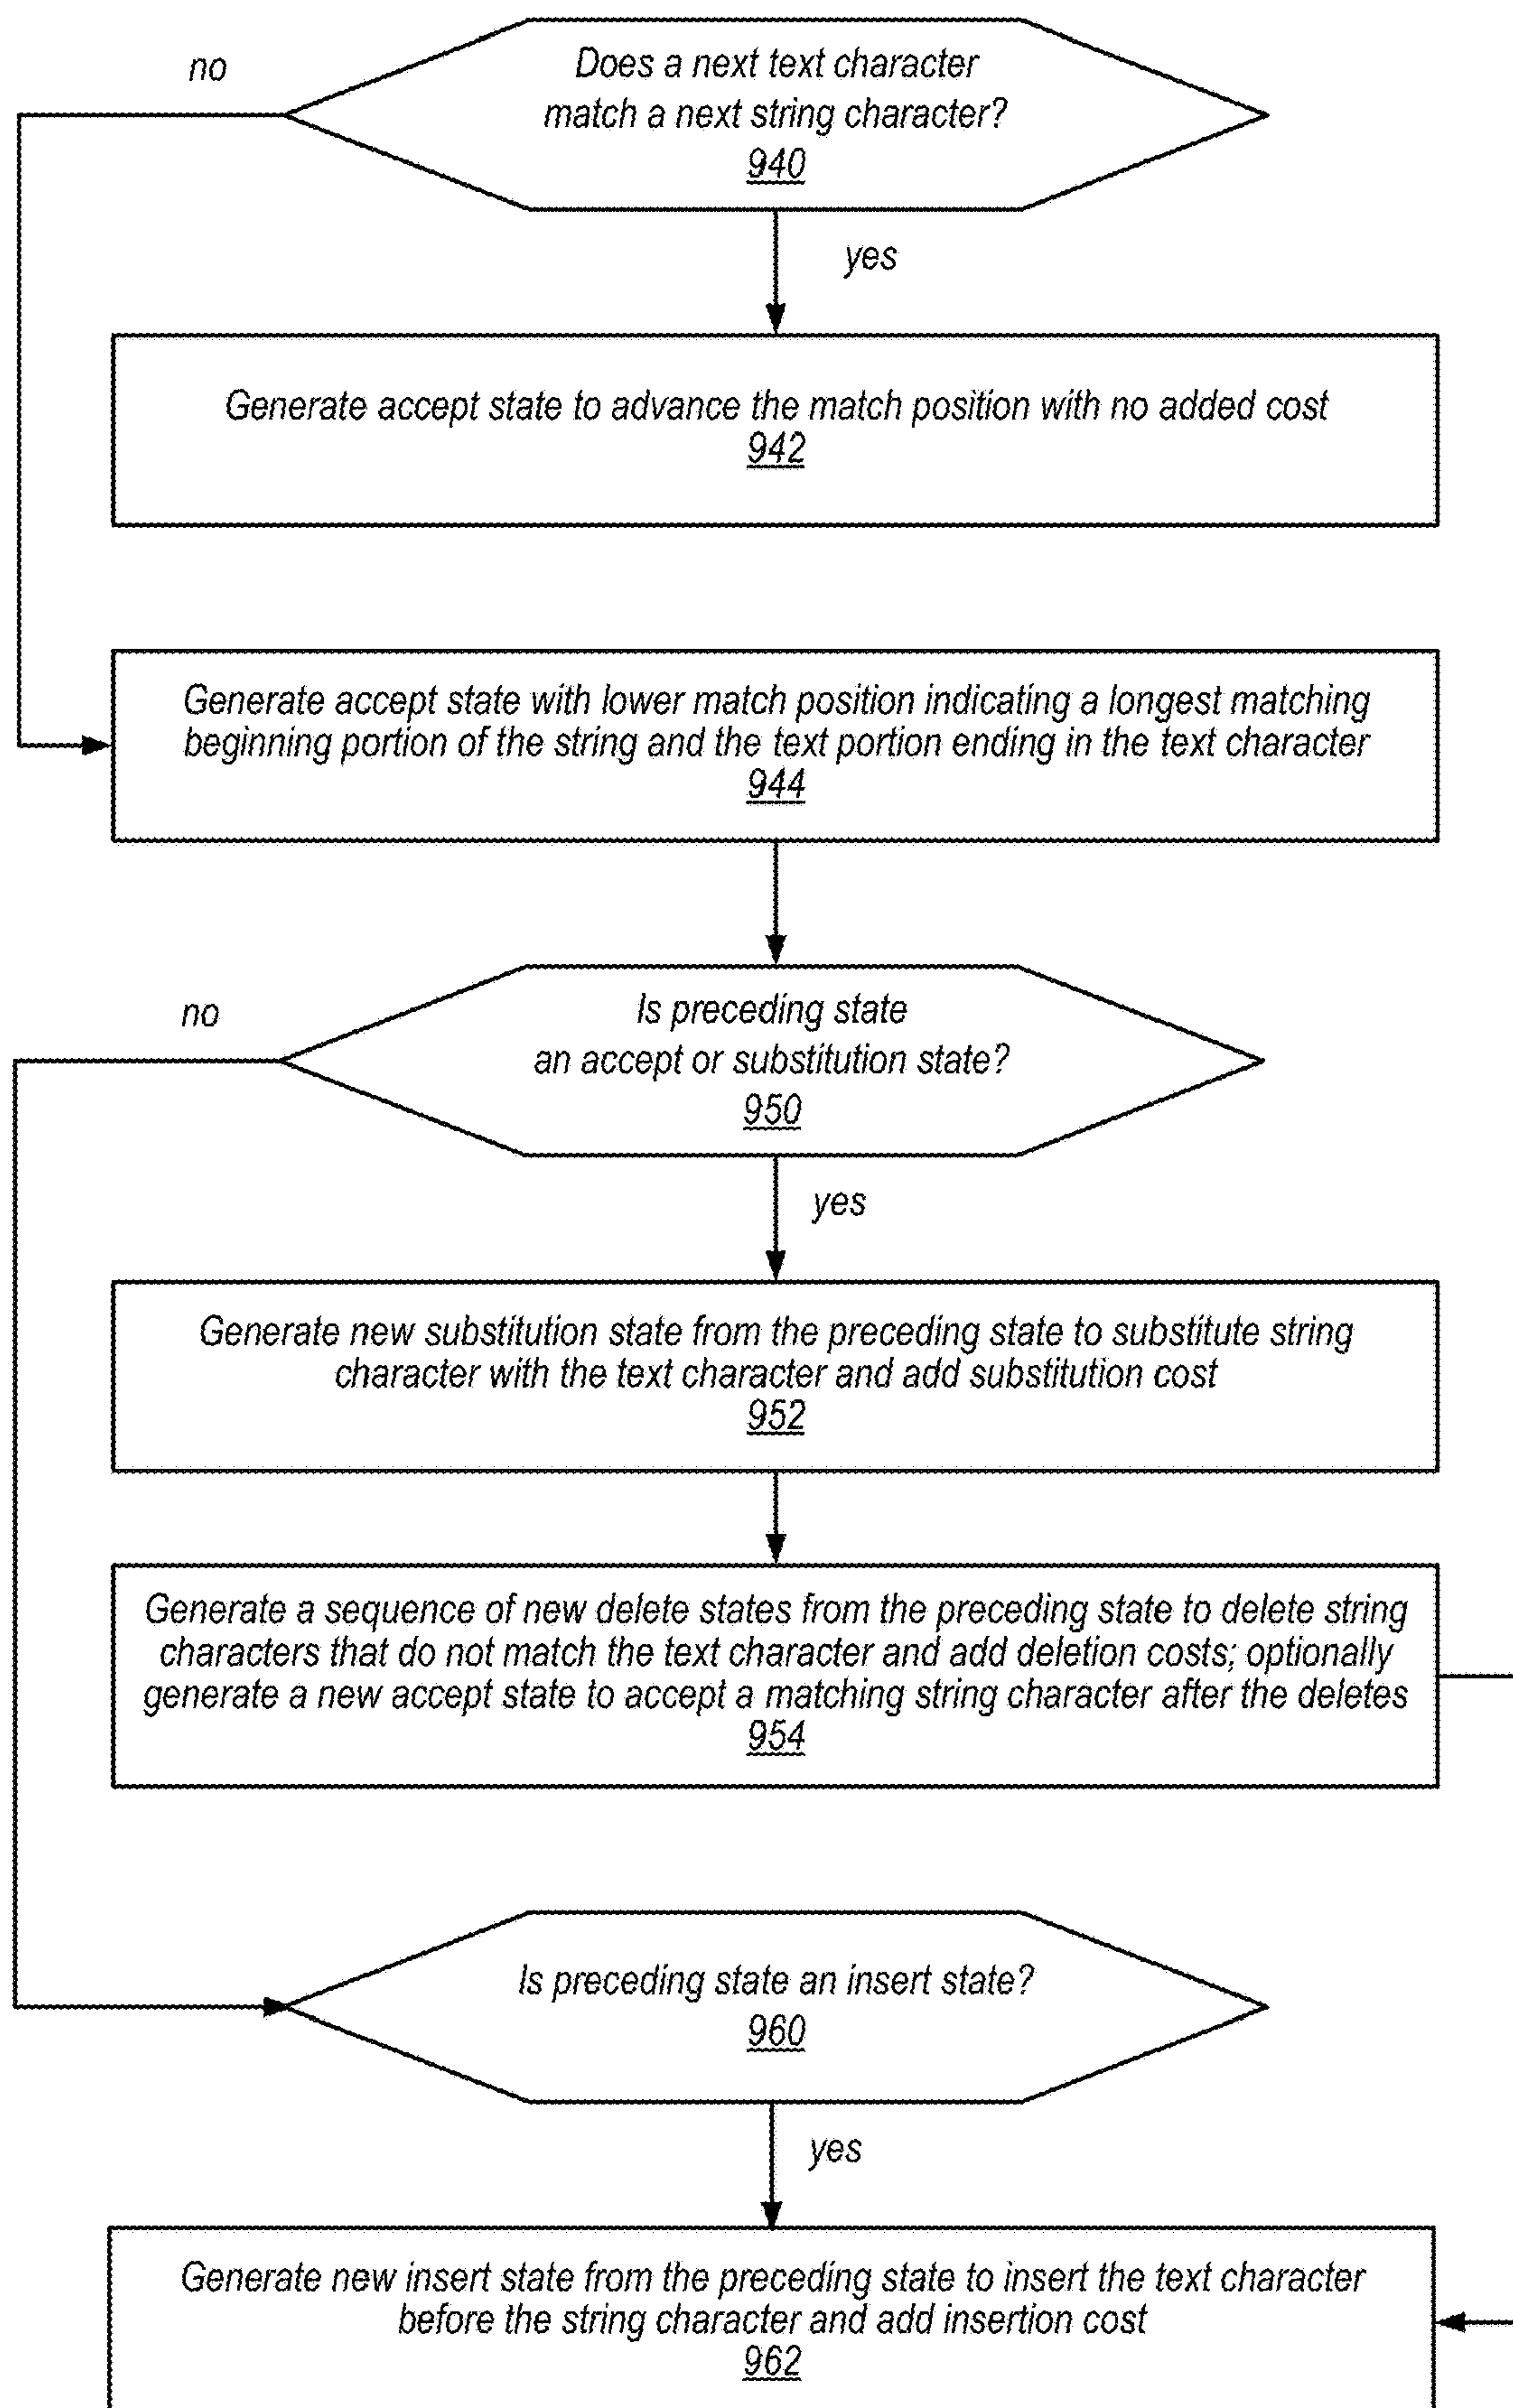 no
Does a next text character
match a next string character?
940
yes
Generate accept state to advance the match position with no added cost
942
Generate accept state with lower match position indicating a longest matching
beginning portion of the string and the text portion ending in the text character
944
no
Is preceding state
an accept or substitution state?
950
yes
Generate new substitution state from the preceding state to substitute string
character with the text character and add substitution cost
952
Generate a sequence of new delete states from the preceding state to delete string
characters that do not match the text character and add deletion costs; optionally
generate a new accept state to accept a matching string character after the deletes
954
Is preceding state an insert state?
960
yes
Generate new insert state from the preceding state to insert the text character
before the string character and add insertion cost
962